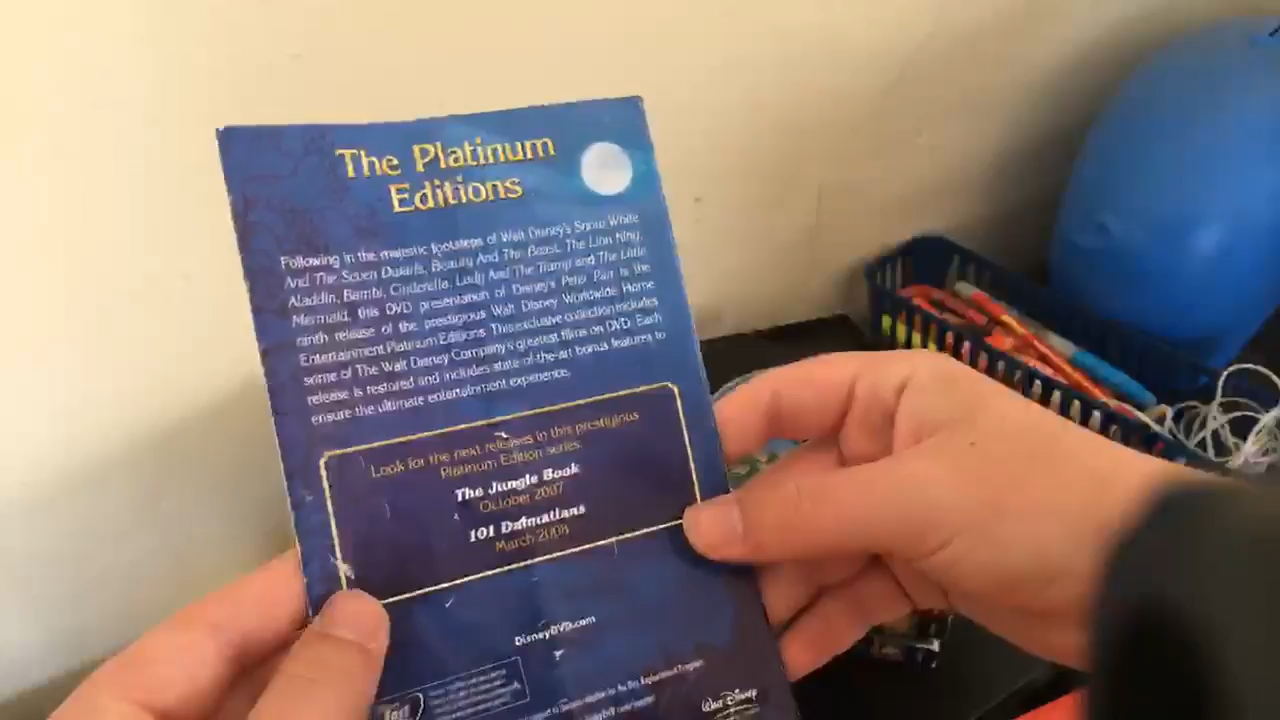 The Platinum
Editions
Following in the majestic footsteps of Walt Disney's Snow White
And The Seven Dwarfs, Beauty And The Beast, The Lion King,
Aladdin, Bambi, Cinderella, Lady And The Tramp and The Little
Mermaid, this DVD presentation of Disney's Peter Pan is the
ninth release of the prestigious Walt Disney Worldwide Home
Entertainment Platinum Editions. This exclusive collection includes
some of The Walt Disney Company's greatest films on DVD. Each
release is restored and includes state-of-the-art bonus features to
ensure the ultimate entertainment experience.
Look for the next releases in this prestigious
Platinum Edition series:
The Jungle Book
October 2007
101 Dalmatians
March 2008
DisneyDVD.com
Walt Disney